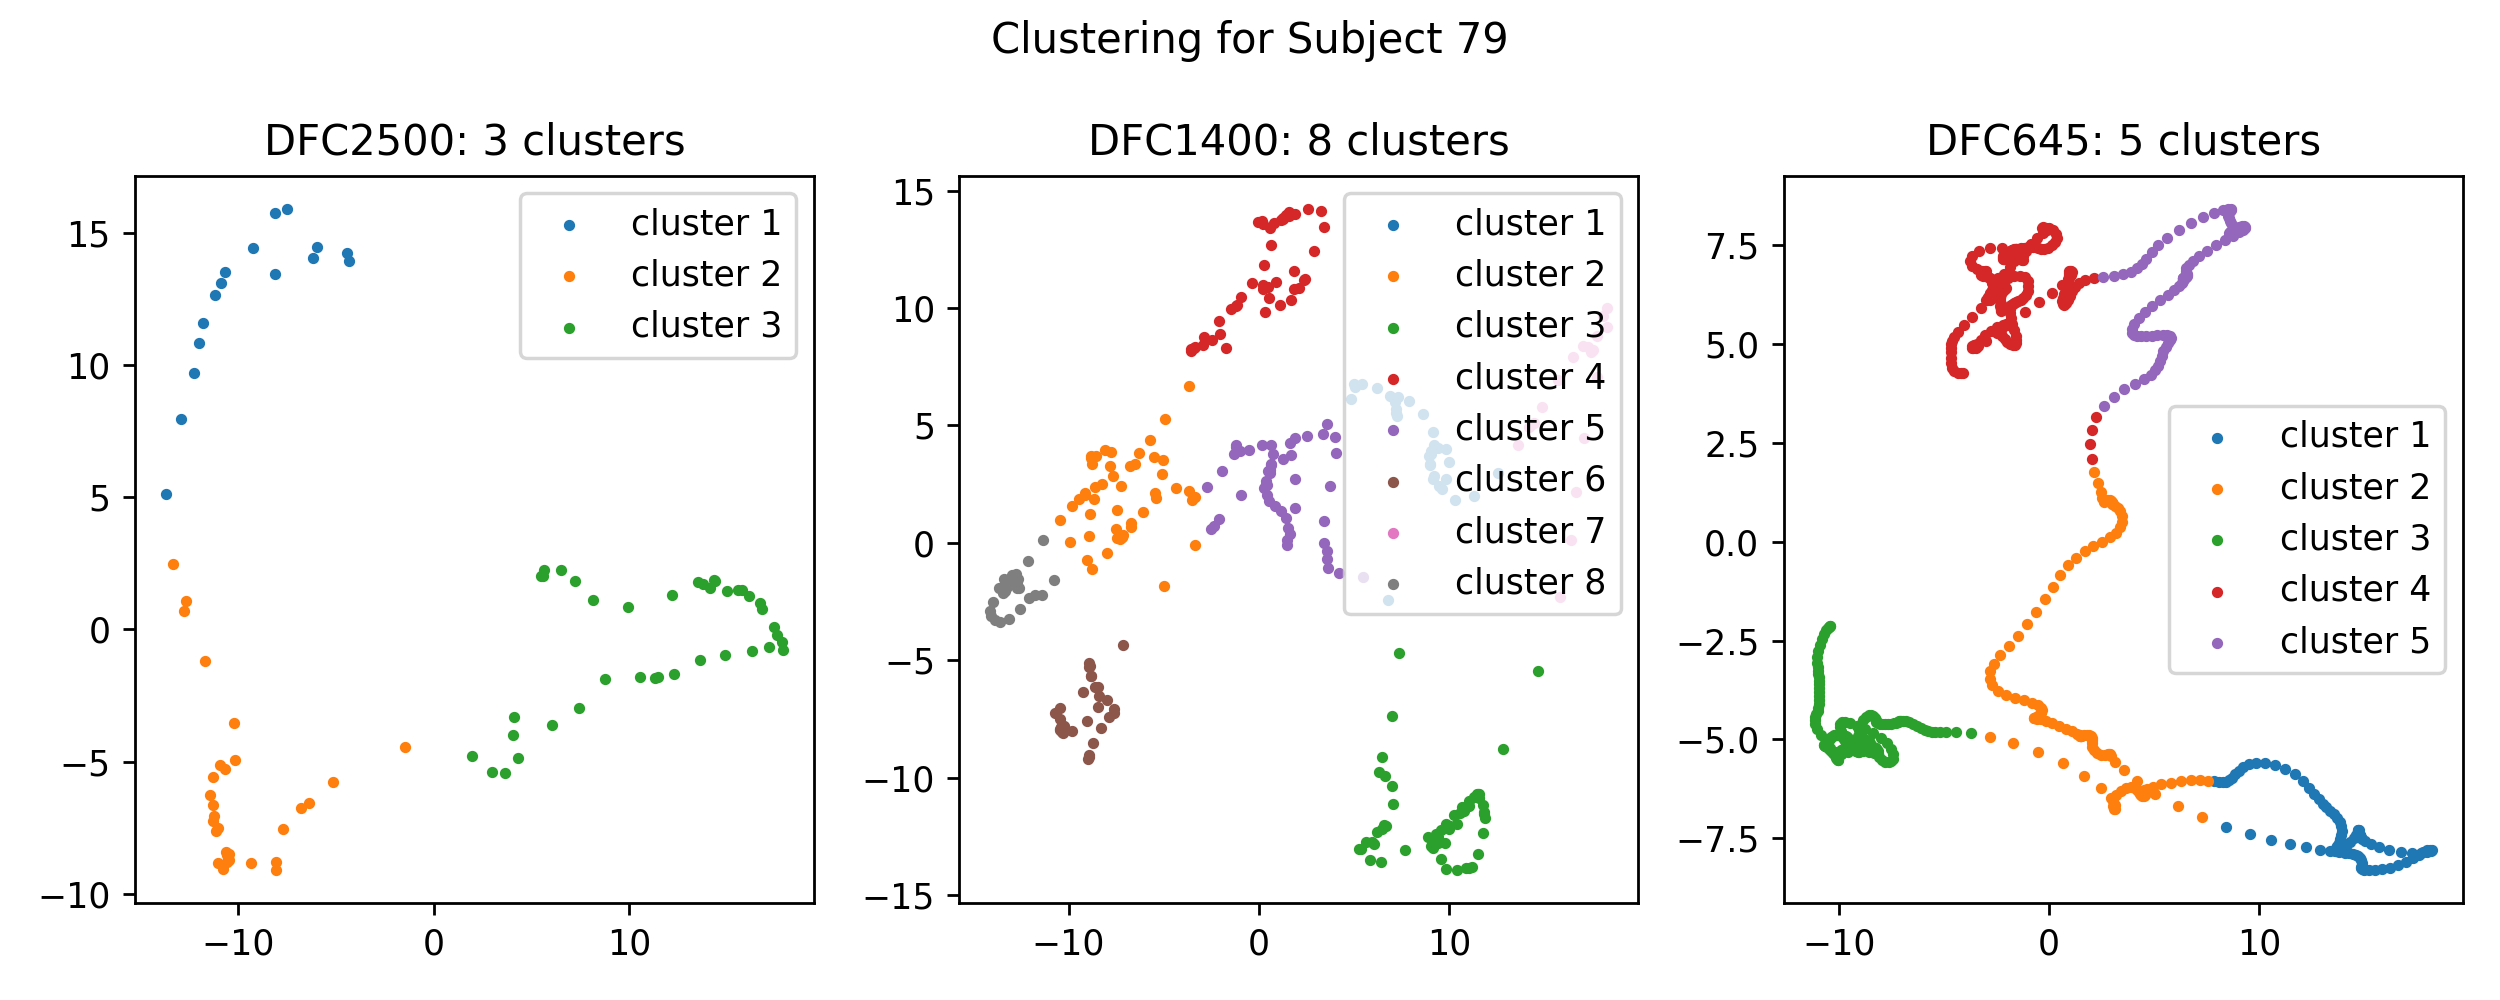 Clustering for Subject 79
DFC2500: 3 clusters
15
10
5
0
−5
−10
−10
0
10
cluster 1
cluster 2
cluster 3
DFC1400: 8 clusters
15
10
5
0
−5
−10
−15
−10
0
10
cluster 1
cluster 2
cluster 3
cluster 4
cluster 5
cluster 6
cluster 7
cluster 8
DFC645: 5 clusters
7.5
5.0
2.5
0.0
−2.5
−5.0
−7.5
−10
0
10
cluster 1
cluster 2
cluster 3
cluster 4
cluster 5